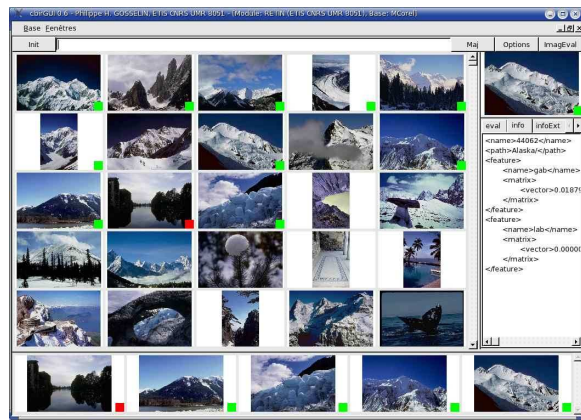 cbirGUI 0.6 - Philippe H. GOSSELIN, ETIS CNRS UMR 8051 - [Module: RETIN (ETIS CNRS UMR 8051), Base: MCorel]
Base Fenêtres
Init Maj Options ImagEval
eval info infoExt
<name>44062</name>
<path>Alaska/</path>
<feature>
<name>gab</name>
<matrix>
<vector>0.01879
</matrix>
</feature>
<feature>
<name>lab</name>
<matrix>
<vector>0.0000
</matrix>
</feature>